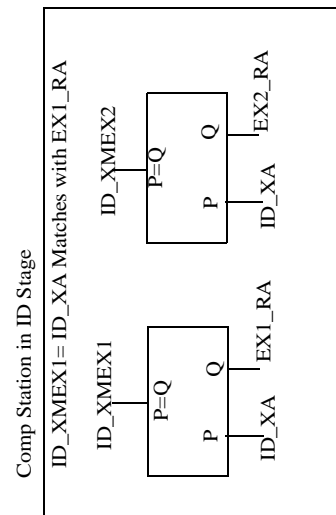 Comp Station in ID Stage
ID_XMEX1= ID_XA Matches with EX1_RA
ID_XMEX1
P=Q
P
Q
ID_XA
EX1_RA
ID_XMEX2
P=Q
P
Q
ID_XA
EX2_RA